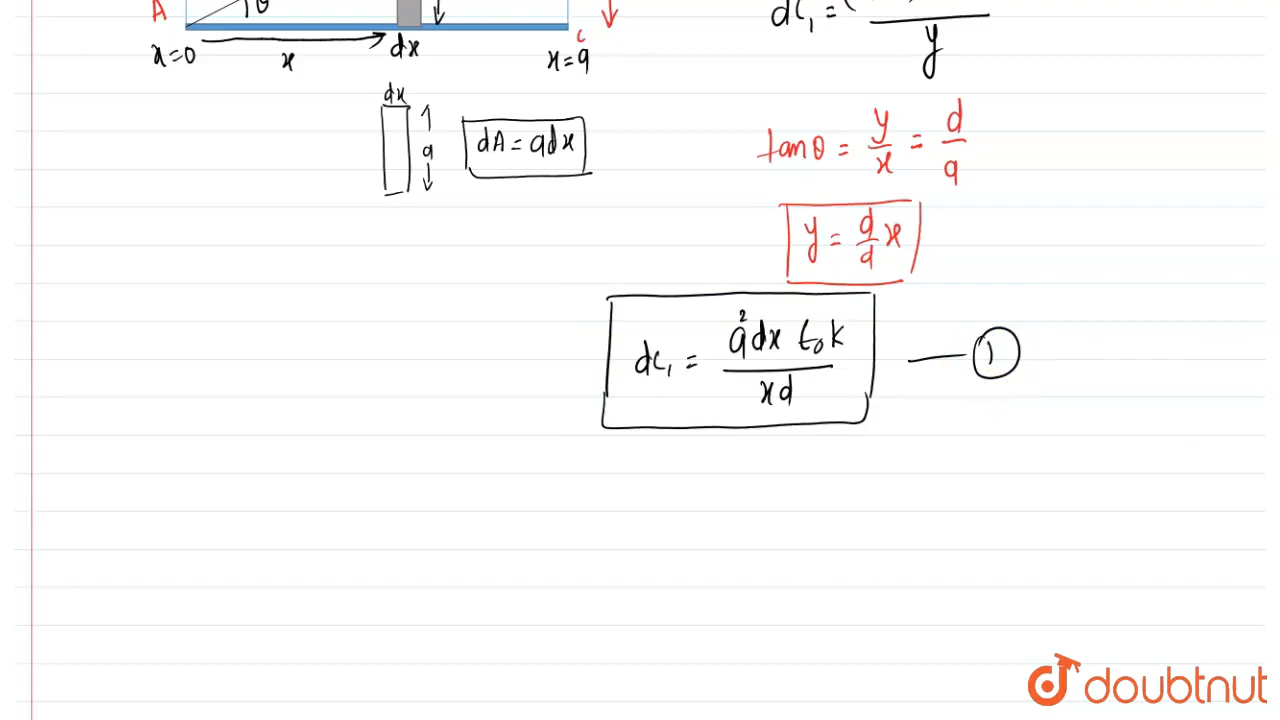 A θ
x=0 x dx C
x=a
dC₁ = (
y
dx
a
dA = adx
tanθ = y/x = d/a
y = d/a x
dC₁ = a²dx ε₀k / xd — ①
doubtnut